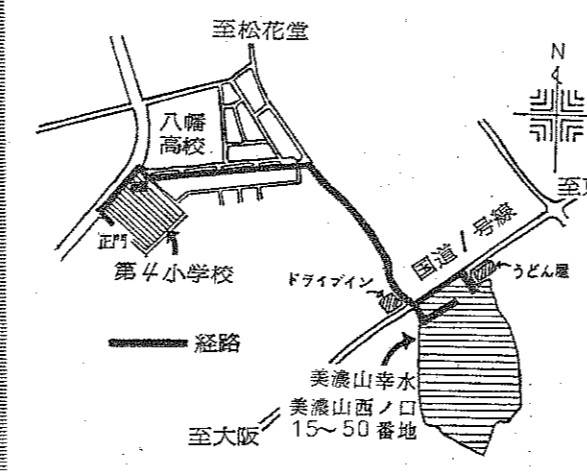 至松花堂
八幡
高校
N
至
国道1号線
正門
第4小学校
ドライブイン
うどん屋
経路
美濃山幸水
美濃山西ノ口
15~50番地
至大阪